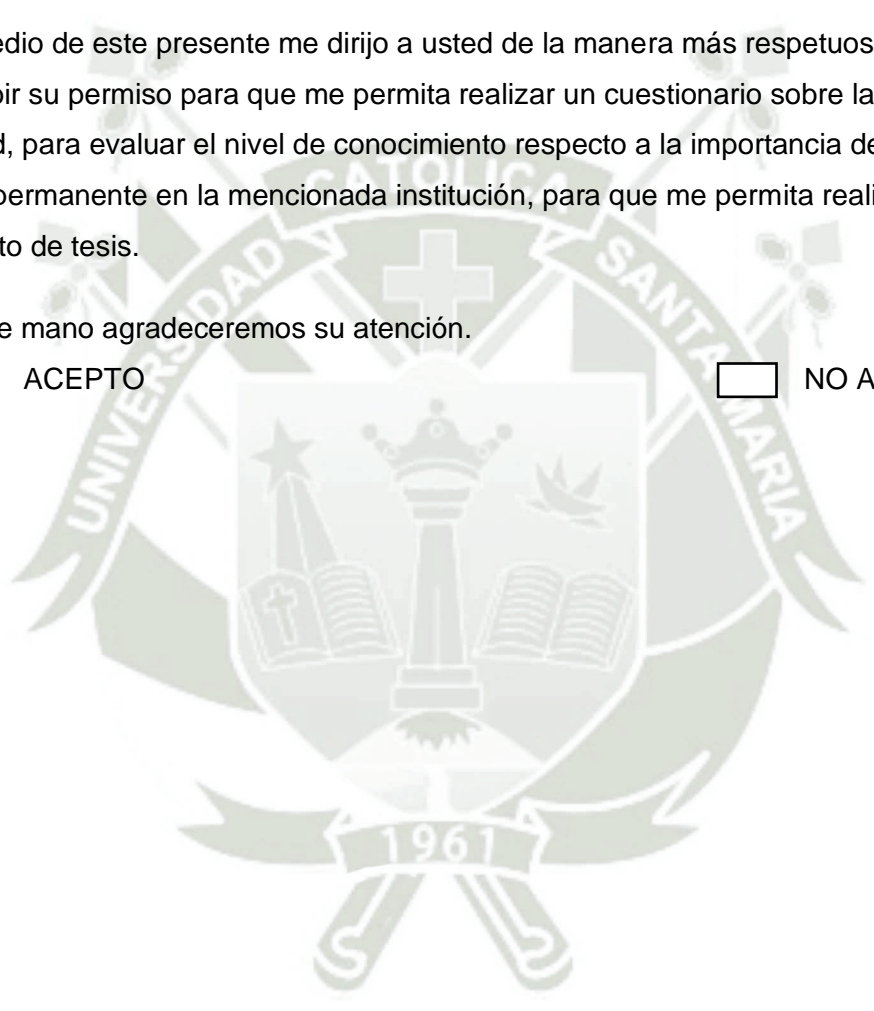 edio de este presente me dirijo a usted de la manera más respetuos
bir su permiso para que me permita realizar un cuestionario sobre la
d, para evaluar el nivel de conocimiento respecto a la importancia de
permanente en la mencionada institución, para que me permita reali
to de tesis.
e mano agradeceremos su atención.
ACEPTO NO A
UNIVERSIDAD CATOLICA SANTA MARIA
1961